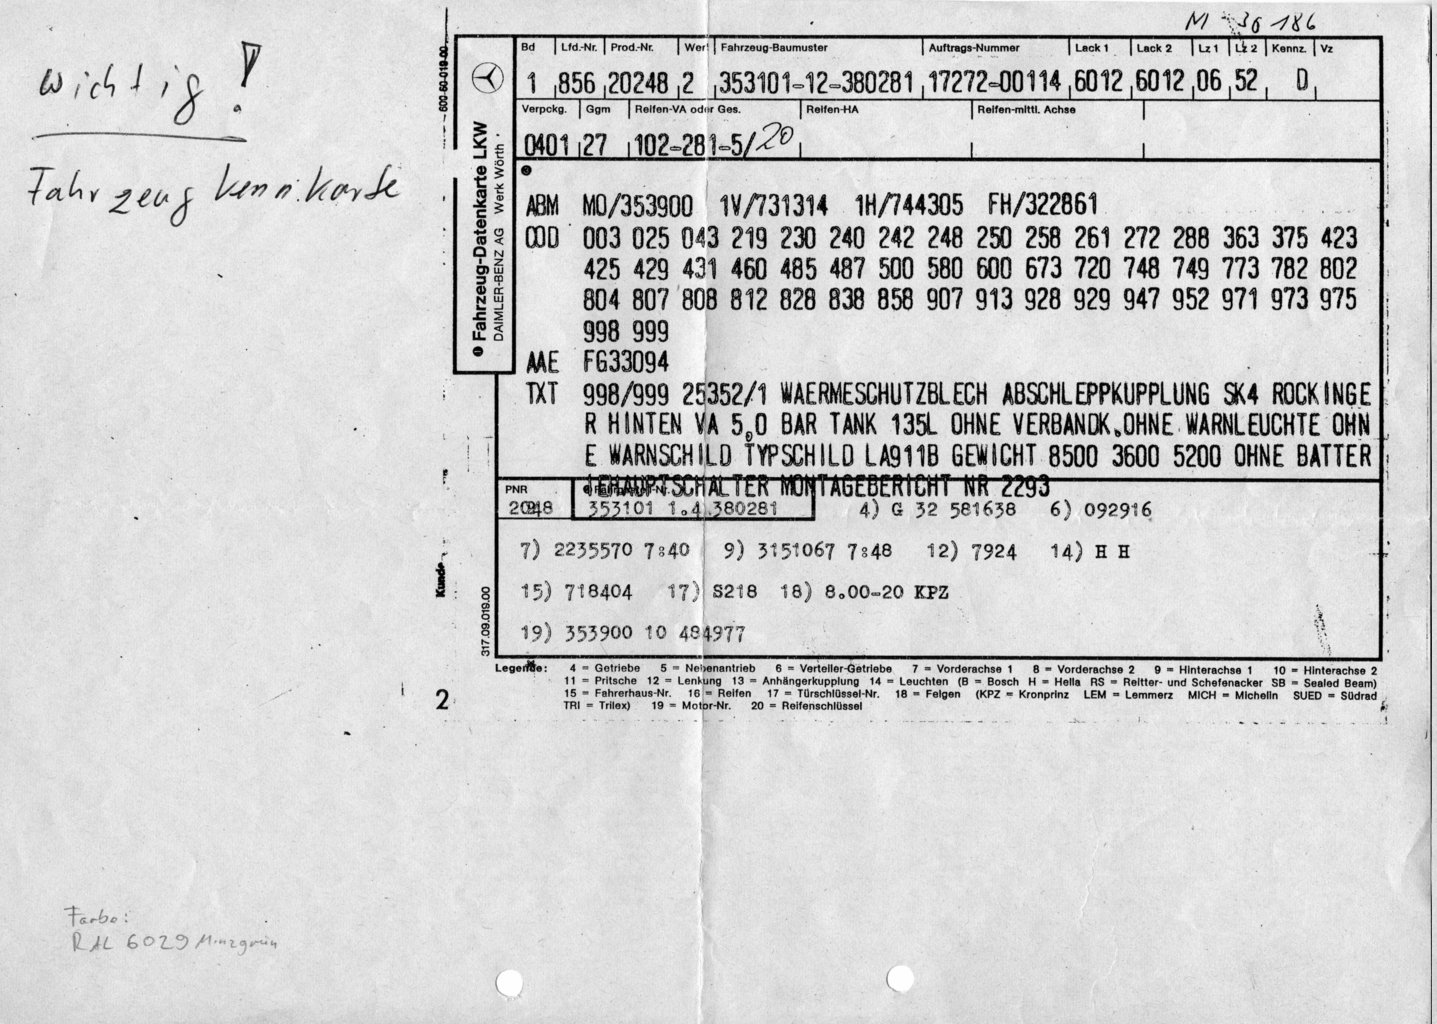 M - 36 186
wichtig!
Fahrzeug kenn.karte
600-60-019-00
Fahrzeug-Datenkarte LKW
DAIMLER-BENZ AG Werk Wörth
Bd Lfd.-Nr. Prod.-Nr. Werk Fahrzeug-Baumuster Auftrags-Nummer Lack 1 Lack 2 Lz 1 Lz 2 Kennz. Vz
1 856 20248 2 353101-12-380281 17272-00114 6012 6012 06 52 D
Verpckg. Ggm Reifen-VA oder Ges. Reifen-HA Reifen-mittl. Achse
0401 27 102-281-5/20
ABM MO/353900 1V/731314 1H/744305 FH/322861
COD 003 025 043 219 230 240 242 248 250 258 261 272 288 363 375 423
425 429 431 460 485 487 500 580 600 673 720 748 749 773 782 802
804 807 808 812 828 838 858 907 913 928 929 947 952 971 973 975
998 999
AAE FG33094
TXT 998/999 25352/1 WAERMESCHUTZBLECH ABSCHLEPPKUPPLUNG SK4 ROCKINGE
R HINTEN VA 5,0 BAR TANK 135L OHNE VERBANDK,OHNE WARNLEUCHTE OHN
E WARNSCHILD TYPSCHILD LA911B GEWICHT 8500 3600 5200 OHNE BATTER
IEHAUPTSCHALTER MONTAGEBERICHT NR 2293
PNR Fahrgestell-Nr.
20248 353101 1.4.380281 4) G 32 581638 6) 092916
7) 2235570 7:40 9) 3151067 7:48 12) 7924 14) H H
15) 718404 17) S218 18) 8.00-20 KPZ
19) 353900 10 484977
Kunde
317.09.019.00
Legende: 4 = Getriebe 5 = Nebenantrieb 6 = Verteiler-Getriebe 7 = Vorderachse 1 8 = Vorderachse 2 9 = Hinterachse 1 10 = Hinterachse 2
11 = Pritsche 12 = Lenkung 13 = Anhängerkupplung 14 = Leuchten (B = Bosch H = Hella RS = Reitter- und Schefenacker SB = Sealed Beam)
15 = Fahrerhaus-Nr. 16 = Reifen 17 = Türschlüssel-Nr. 18 = Felgen (KPZ = Kronprinz LEM = Lemmerz MICH = Michelin SUED = Südrad
TRI = Trilex) 19 = Motor-Nr. 20 = Reifenschlüssel
2
Farbe:
RAL 6029 Minzgrün